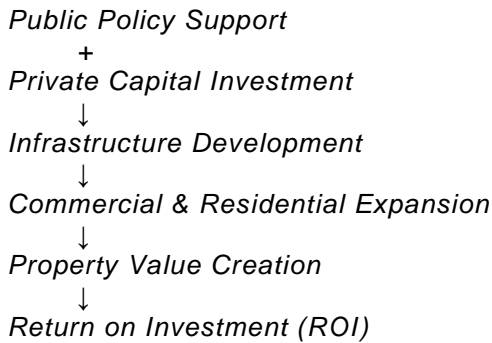 Public Policy Support
+
Private Capital Investment
↓
Infrastructure Development
↓
Commercial & Residential Expansion
↓
Property Value Creation
↓
Return on Investment (ROI)